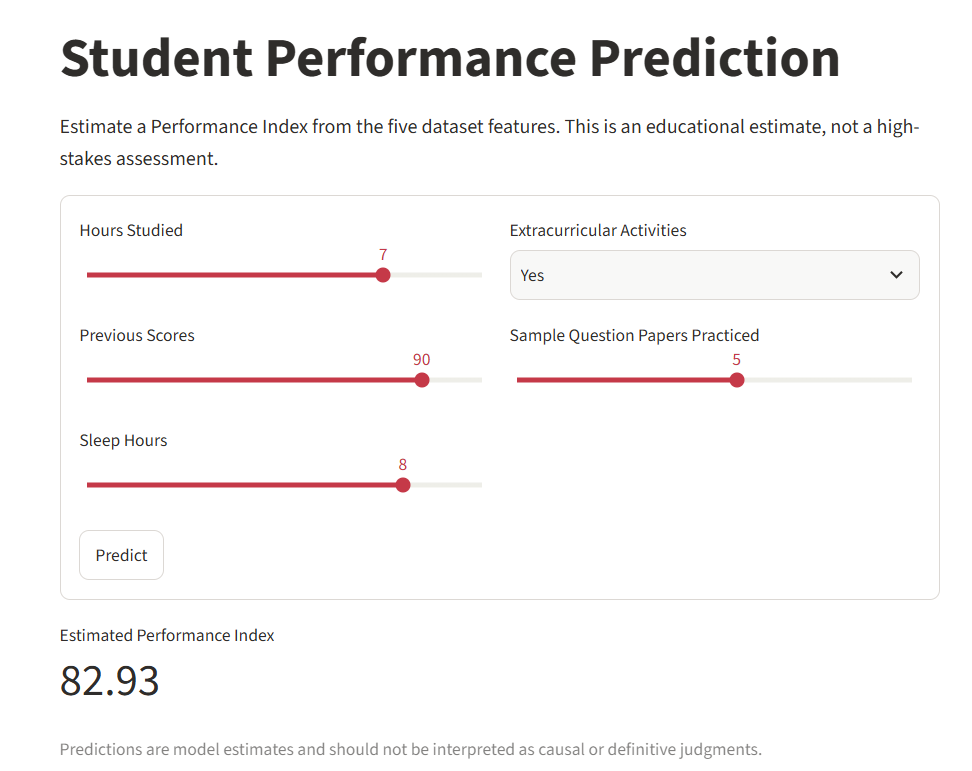 Student Performance Prediction
Estimate a Performance Index from the five dataset features. This is an educational estimate, not a high-
stakes assessment.
Hours Studied
7
Extracurricular Activities
Yes
Previous Scores
90
Sample Question Papers Practiced
5
Sleep Hours
8
Predict
Estimated Performance Index
82.93
Predictions are model estimates and should not be interpreted as causal or definitive judgments.